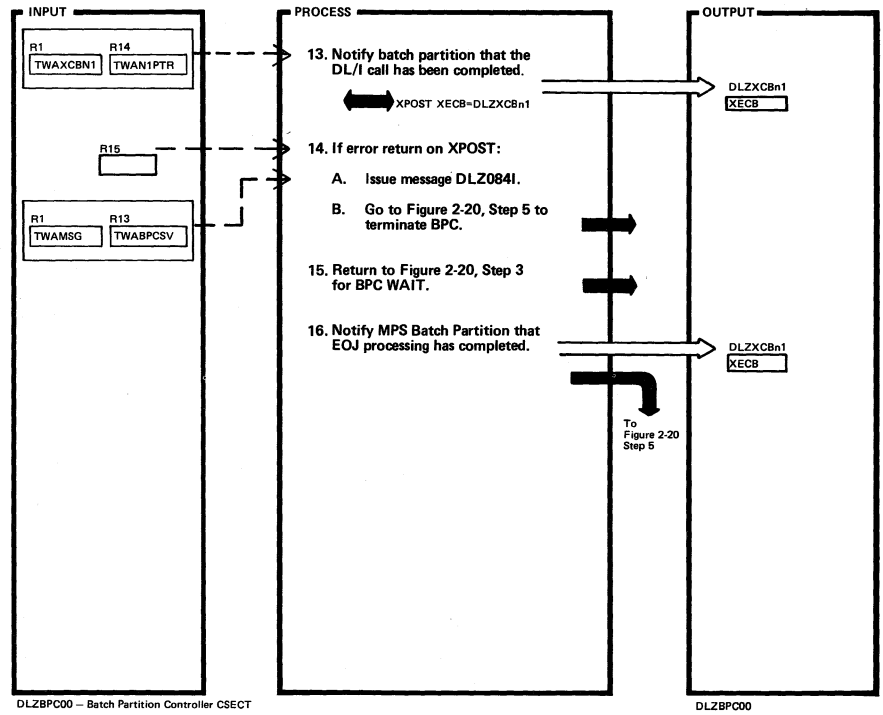 INPUT
R1 R14
TWAXCBN1 TWAN1PTR
R15
R1 R13
TWAMSG TWABPCSV
PROCESS
13. Notify batch partition that the
DL/I call has been completed.
XPOST XECB=DLZXCBn1
14. If error return on XPOST:
A. Issue message DLZ084I.
B. Go to Figure 2-20, Step 5 to
terminate BPC.
15. Return to Figure 2-20, Step 3
for BPC WAIT.
16. Notify MPS Batch Partition that
EOJ processing has completed.
To
Figure 2-20
Step 5
OUTPUT
DLZXCBn1
XECB
DLZXCBn1
XECB
DLZBPC00 – Batch Partition Controller CSECT
DLZBPC00